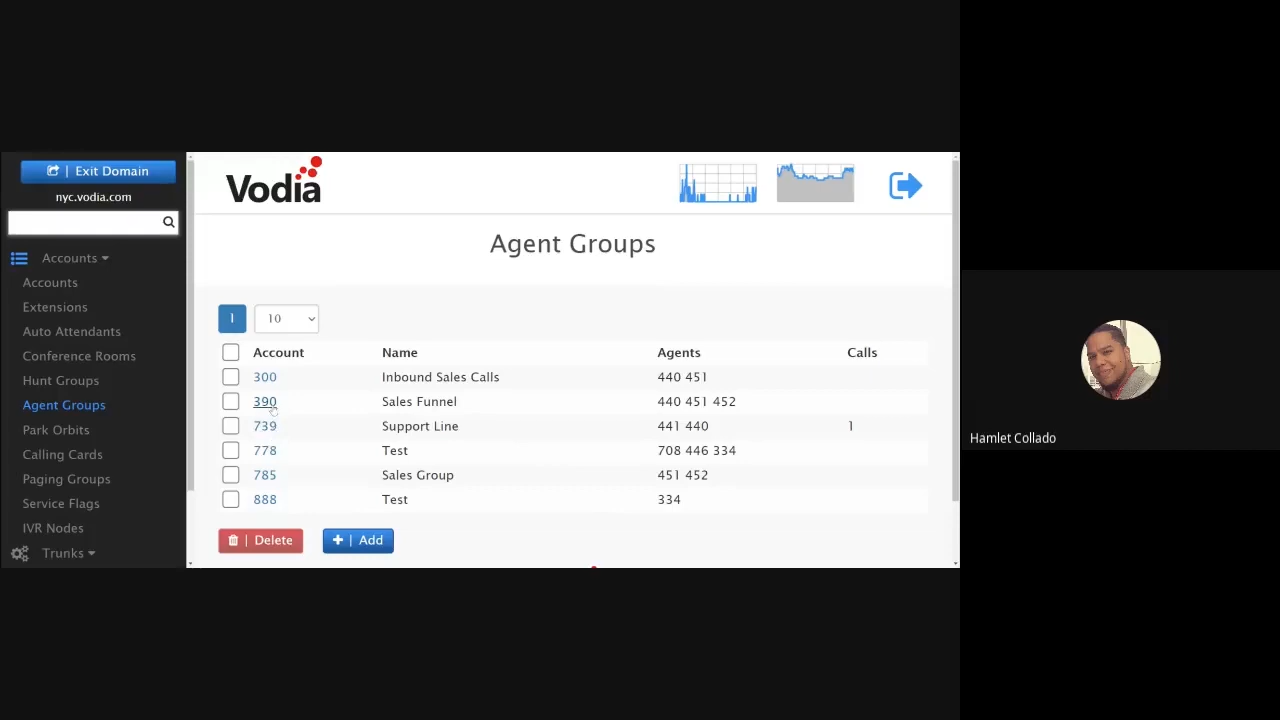 Exit Domain
nyc.vodia.com
Accounts
Accounts
Extensions
Auto Attendants
Conference Rooms
Hunt Groups
Agent Groups
Park Orbits
Calling Cards
Paging Groups
Service Flags
IVR Nodes
Trunks
Vodia
Agent Groups
1 10
Account Name Agents Calls
300 Inbound Sales Calls 440 451
390 Sales Funnel 440 451 452
739 Support Line 441 440 1
778 Test 708 446 334
785 Sales Group 451 452
888 Test 334
| Delete + | Add
Hamlet Collado